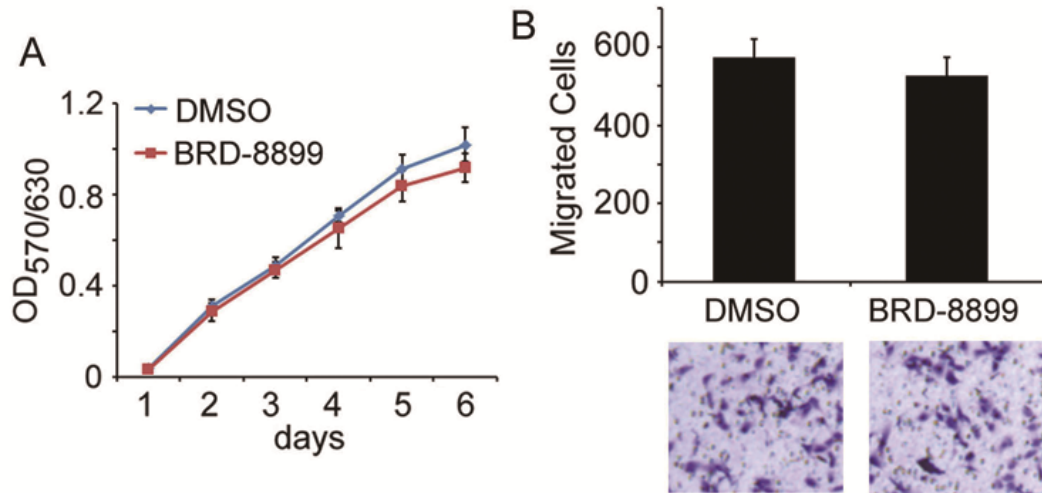 A
OD570/630
1.2
0.8
0.4
0
DMSO
BRD-8899
1 2 3 4 5 6
days
B
Migrated Cells
600
400
200
0
DMSO BRD-8899